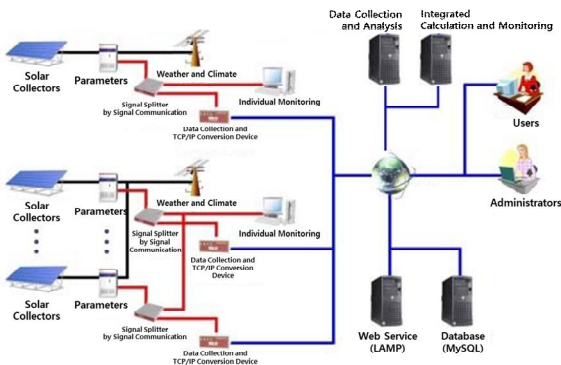 Data Collection
and Analysis
Integrated
Calculation and Monitoring
Solar
Collectors
Parameters
Weather and Climate
Signal Splitter
by Signal Communication
Individual Monitoring
Data Collection and
TCP/IP Conversion Device
Users
Administrators
Solar
Collectors
Parameters
Weather and Climate
Signal Splitter
by Signal
Communication
Individual Monitoring
Data Collection and
TCP/IP Conversion
Device
Solar
Collectors
Parameters
Signal Splitter
by Signal Communication
Data Collection and
TCP/IP Conversion Device
Web Service
(LAMP)
Database
(MySQL)